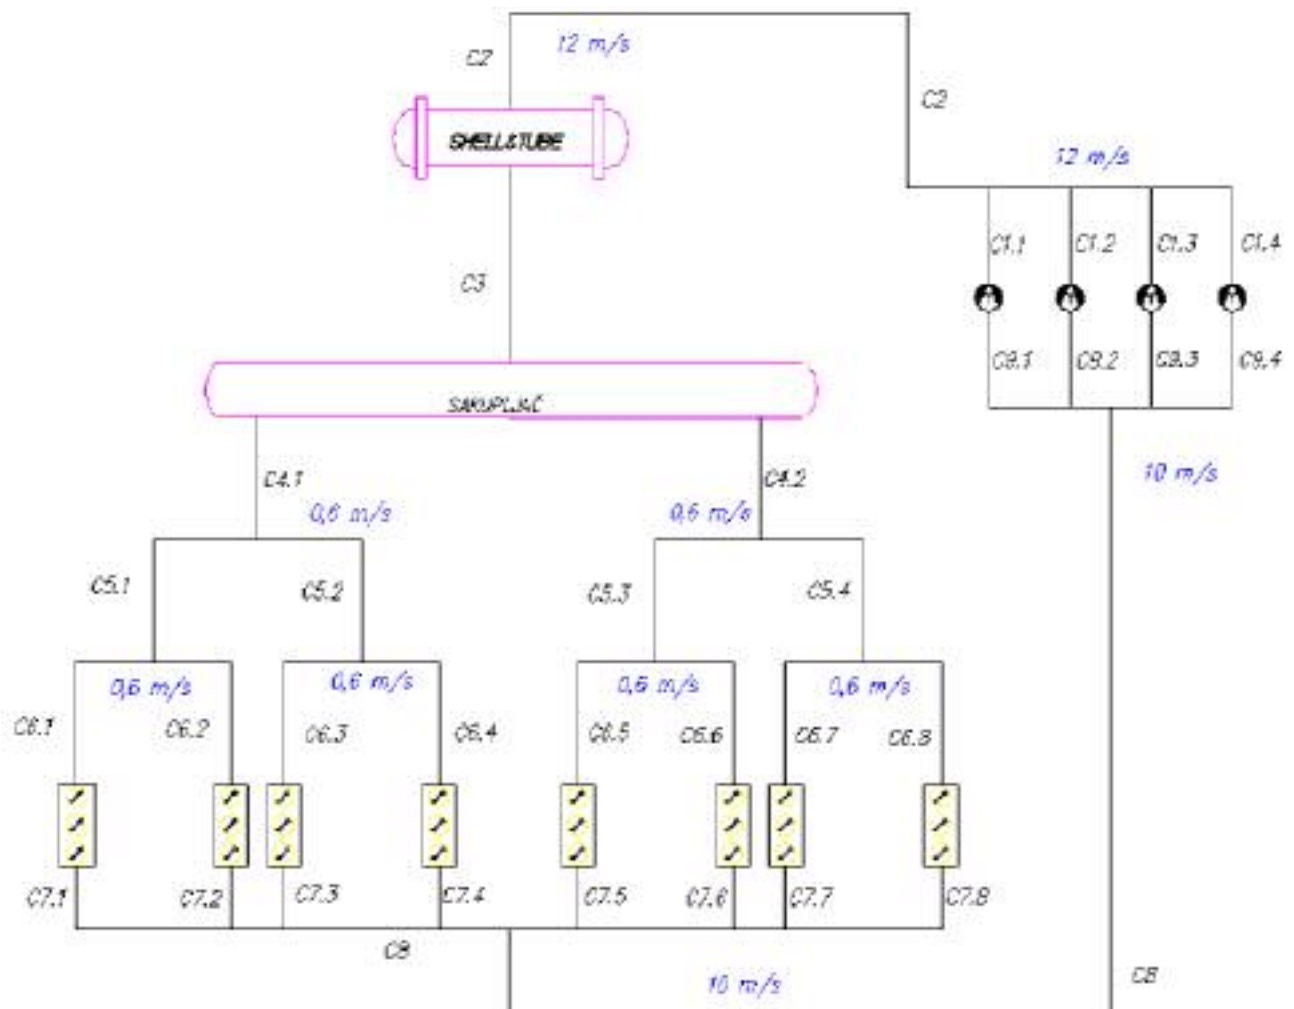 C2
12 m/s
C2
SHELL&TUBE
12 m/s
C1.1
C1.2
C1.3
C1.4
C3
C9.1
C9.2
C9.3
C9.4
SAKUPLJAČ
10 m/s
C4.1
C4.2
0,6 m/s
0,6 m/s
C5.1
C5.2
C5.3
C5.4
0,6 m/s
0,6 m/s
0,6 m/s
0,6 m/s
C6.1
C6.2
C6.3
C6.4
C6.5
C6.6
C6.7
C6.8
C7.1
C7.2
C7.3
C7.4
C7.5
C7.6
C7.7
C7.8
C8
10 m/s
C8